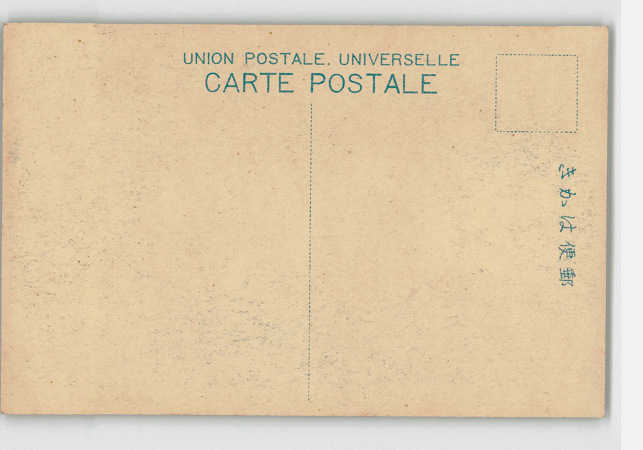 UNION POSTALE. UNIVERSELLE
CARTE POSTALE
郵便はかき